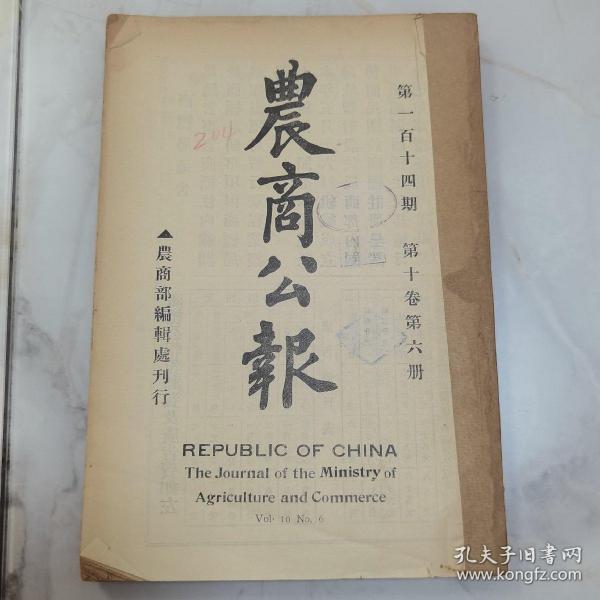 第一百十四期 第十卷第六册
農商公報
▲農商部編輯處刊行
204
REPUBLIC OF CHINA
The Journal of the Ministry of
Agriculture and Commerce
Vol· 10 No. 6
孔夫子旧书网
www.kongfz.com